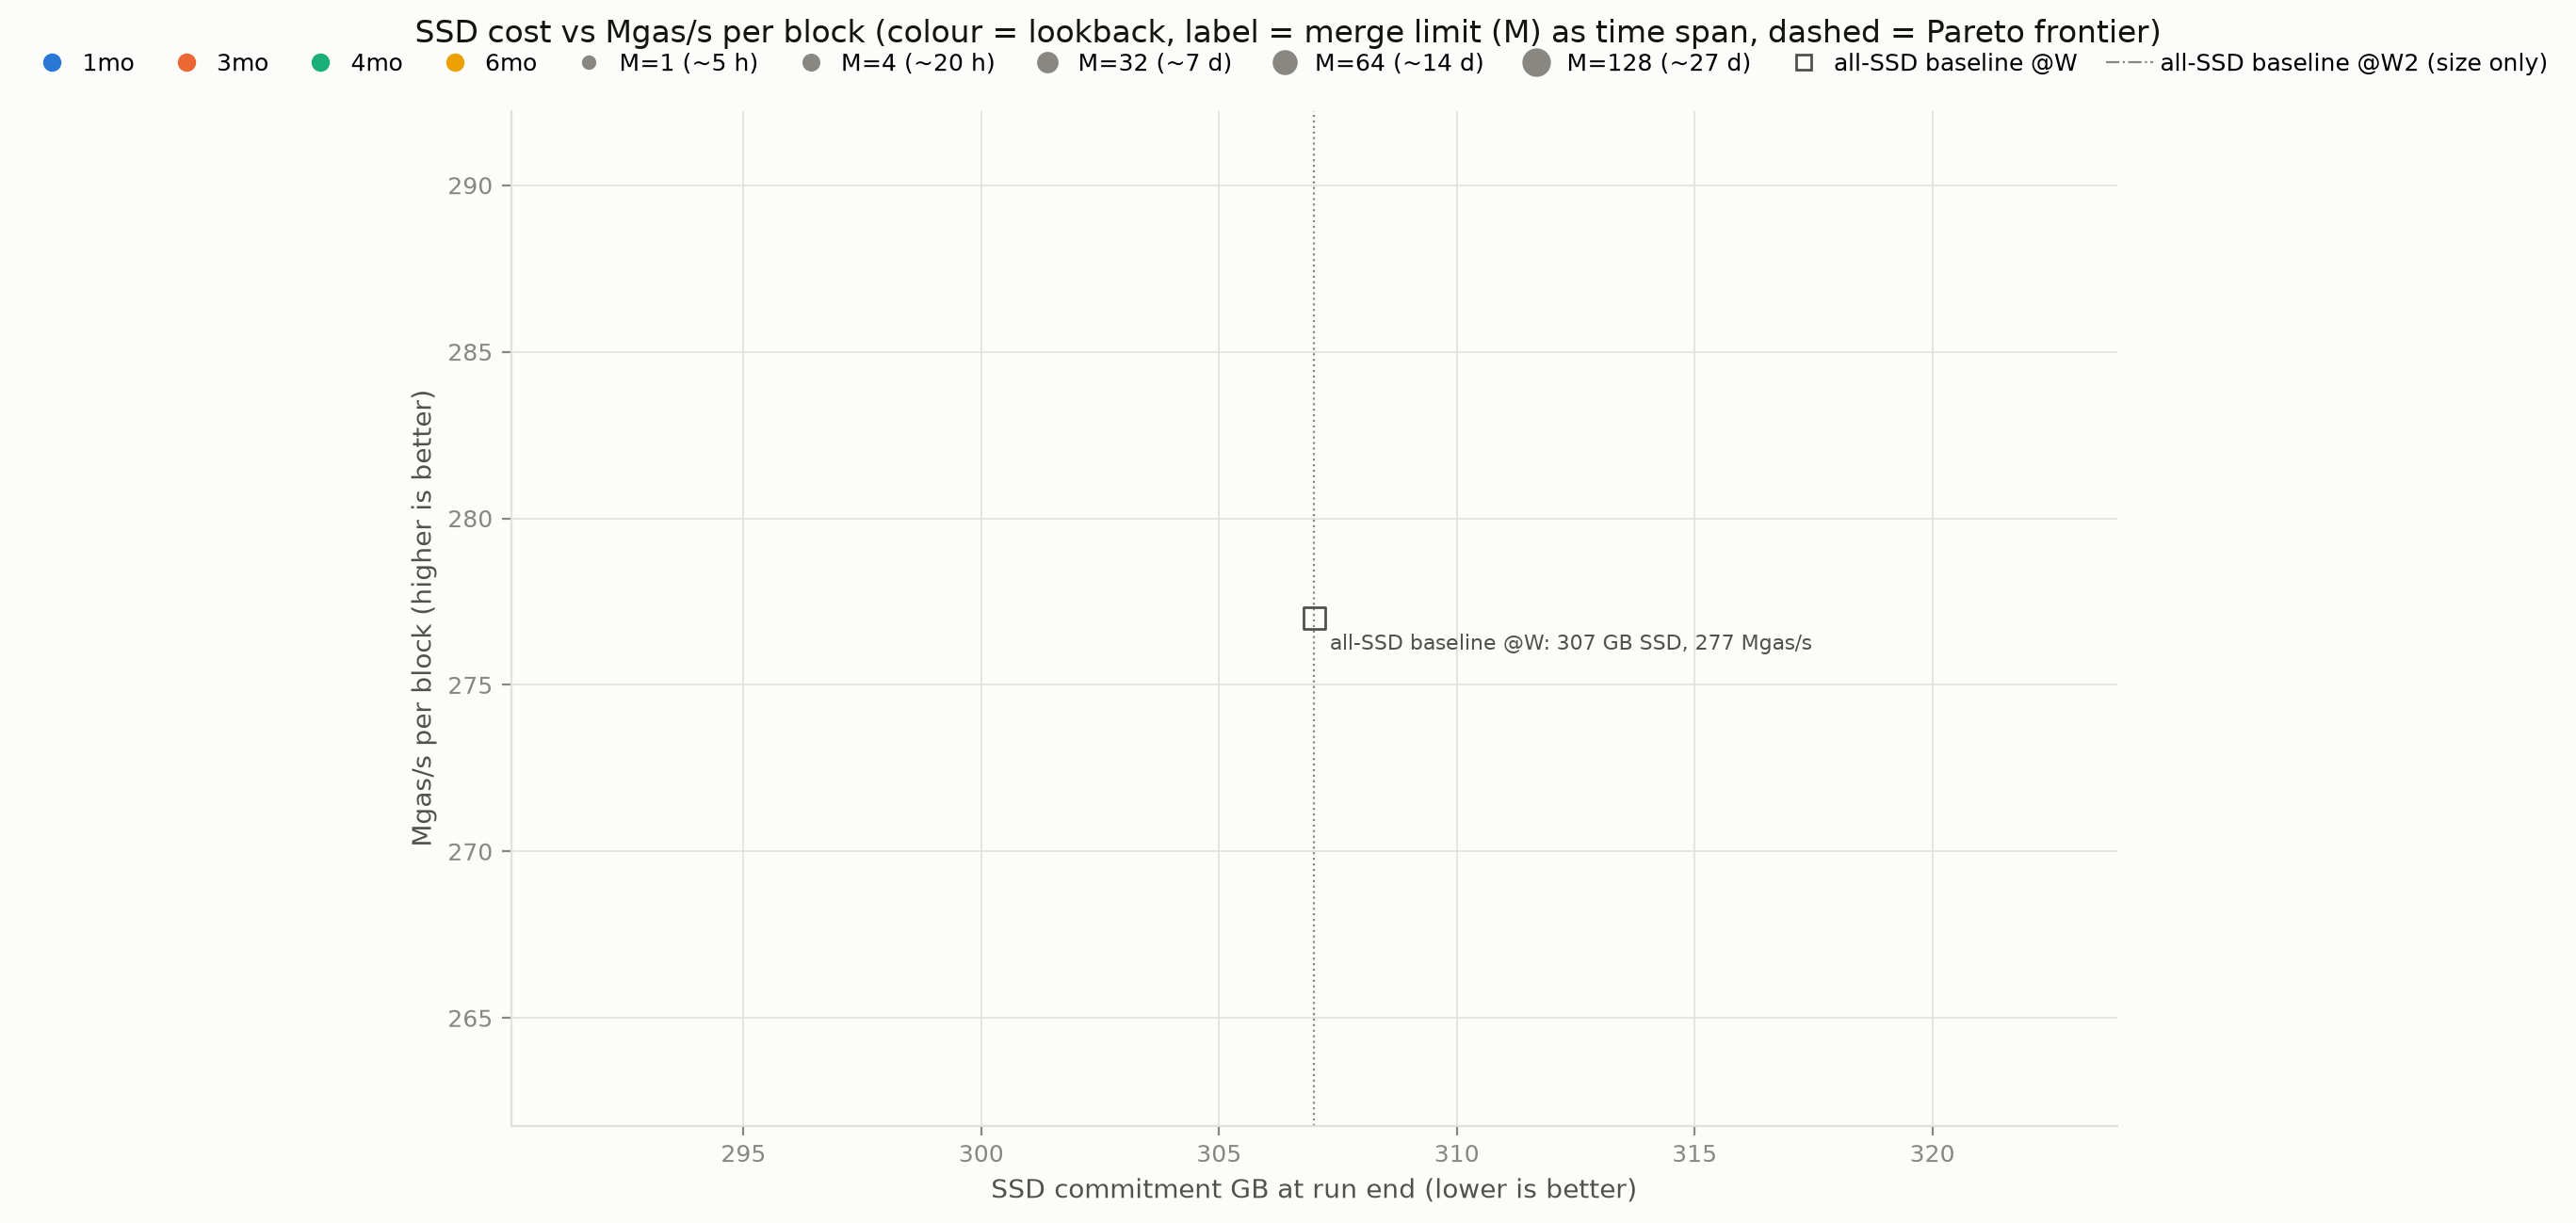 SSD cost vs Mgas/s per block (colour = lookback, label = merge limit (M) as time span, dashed = Pareto frontier)
1mo 3mo 4mo 6mo M=1 (~5 h) M=4 (~20 h) M=32 (~7 d) M=64 (~14 d) M=128 (~27 d) all-SSD baseline @W all-SSD baseline @W2 (size only)
Mgas/s per block (higher is better)
290
285
280
275
270
265
all-SSD baseline @W: 307 GB SSD, 277 Mgas/s
295 300 305 310 315 320
SSD commitment GB at run end (lower is better)